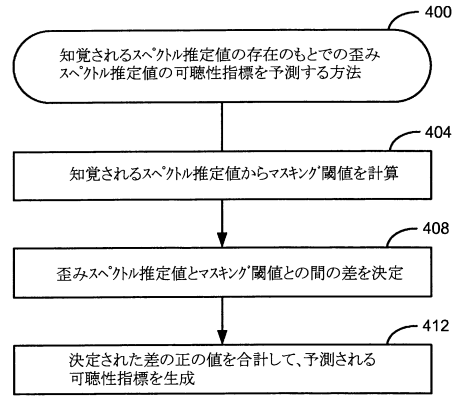 400
知覚されるｽﾍﾟｸﾄﾙ推定値の存在のもとでの歪み
ｽﾍﾟｸﾄﾙ推定値の可聴性指標を予測する方法
404
知覚されるｽﾍﾟｸﾄﾙ推定値からﾏｽｷﾝｸﾞ閾値を計算
408
歪みｽﾍﾟｸﾄﾙ推定値とﾏｽｷﾝｸﾞ閾値との間の差を決定
412
決定された差の正の値を合計して、予測される
可聴性指標を生成